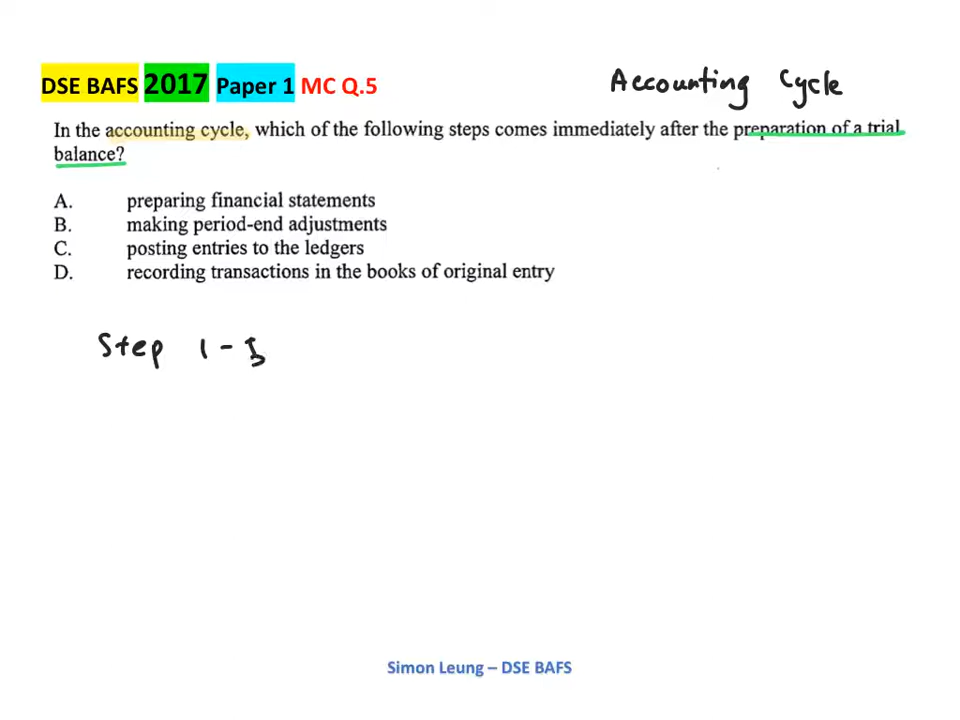 DSE BAFS 2017 Paper 1 MC Q.5
Accounting Cycle
In the accounting cycle, which of the following steps comes immediately after the preparation of a trial
balance?
A. preparing financial statements
B. making period-end adjustments
C. posting entries to the ledgers
D. recording transactions in the books of original entry
Step 1 -
Simon Leung – DSE BAFS